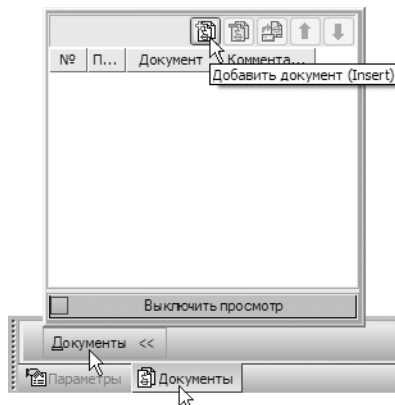 № П... Документ Коммента...
Добавить документ (Insert)
Выключить просмотр
Документы <<
Параметры Документы